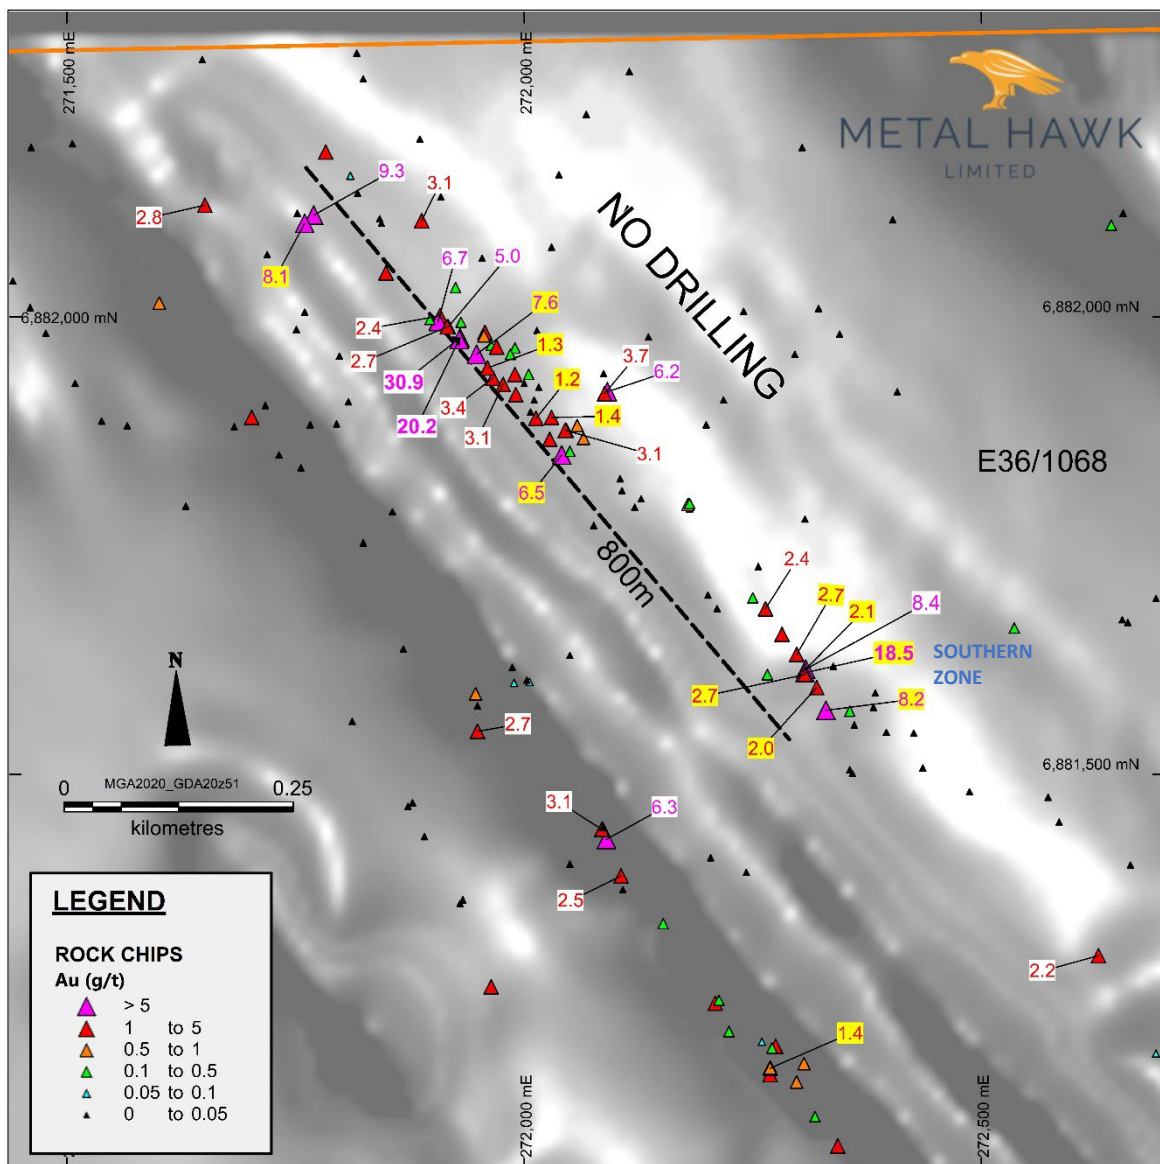 271,500 mE
272,000 mE
METAL HAWK
LIMITED
9.3
3.1
2.8
NO DRILLING
8.1
6.7
5.0
6,882,000 mN
7.6
6,882,000 mN
2.4
2.7
1.3
30.9
3.7
6.2
3.4
1.2
20.2
1.4
3.1
3.1
E36/1068
6.5
800m
2.4
2.7
2.1
8.4
18.5
SOUTHERN
ZONE
2.7
8.2
2.7
2.0
N
6,881,500 mN
0
MGA2020_GDA20z51
0.25
kilometres
3.1
6.3
2.5
LEGEND
ROCK CHIPS
Au (g/t)
> 5
1 to 5
0.5 to 1
0.1 to 0.5
0.05 to 0.1
0 to 0.05
2.2
1.4
272,000 mE
272,500 mE